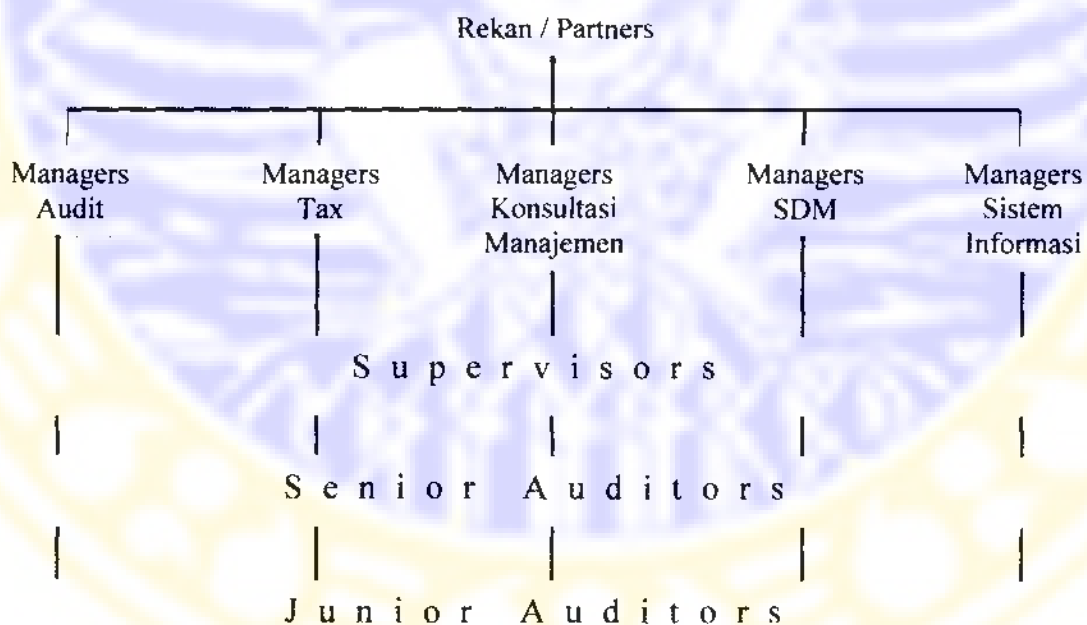 Rekan / Partners
Managers Audit
Managers Tax
Managers Konsultasi Manajemen
Managers SDM
Managers Sistem Informasi
Supervisors
Senior Auditors
Junior Auditors